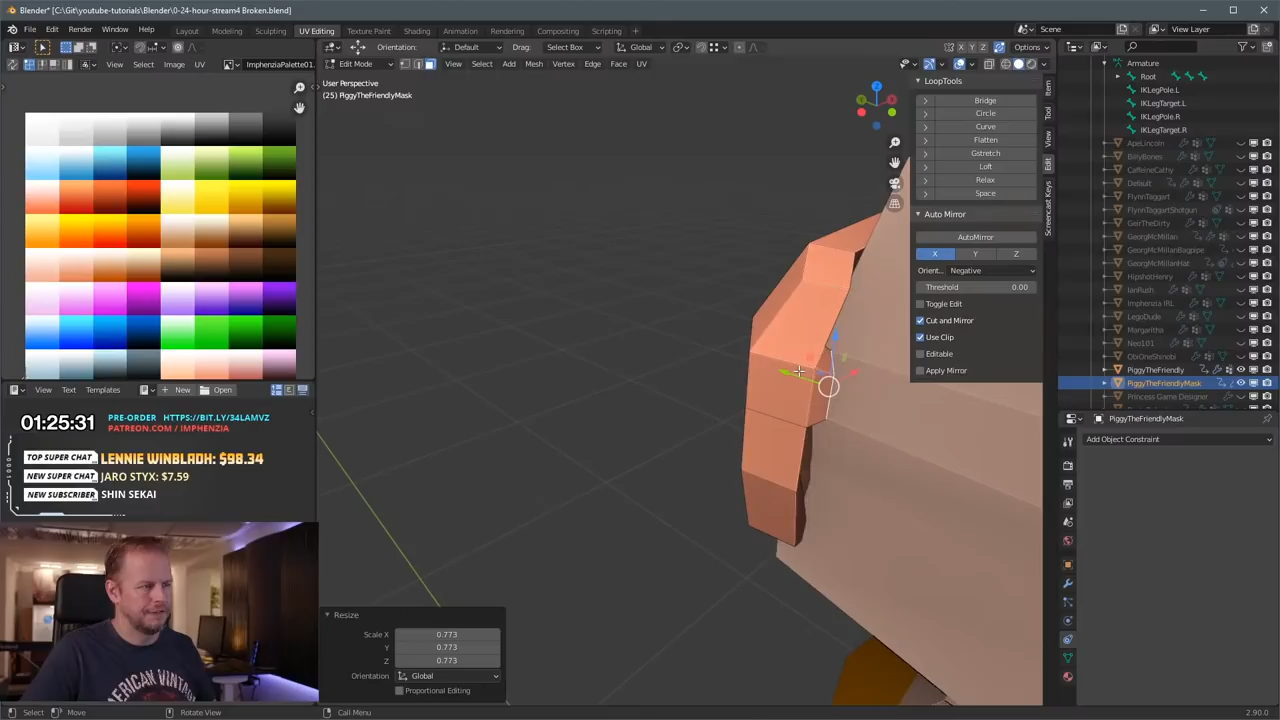 Blender* [C:\Git\youtube-tutorials\Blender\0-24-hour-stream4 Broken.blend]
File Edit Render Window Help
Layout Modeling Sculpting UV Editing Texture Paint Shading Animation Rendering Compositing Scripting +
Scene
View Layer
Orientation: Default Drag: Select Box Global
X Y Z Options
View Select Image UV
ImphenziaPalette01.
Edit Mode View Select Add Mesh Vertex Edge Face UV
User Perspective
(25) PiggyTheFriendlyMask
Z
LoopTools
Bridge
Circle
Curve
Flatten
Gstretch
Loft
Relax
Space
Auto Mirror
AutoMirror
X Y Z
Orient.. Negative
Threshold 0.00
Toggle Edit
Cut and Mirror
Use Clip
Editable
Apply Mirror
Item
Tool
View
Edit
Screencast Keys
Armature
Root
IKLegPole.L
IKLegTarget.L
IKLegPole.R
IKLegTarget.R
ApeLincoln
BillyBones
CaffeineCathy
Default
FlynnTaggart
FlynnTaggartShotgun
GeirTheDirty
GeorgMcMillan
GeorgMcMillanBagpipe
GeorgMcMillanHat
HipshotHenry
IanRush
Imphenzia IRL
LegoDude
Margaritha
Neo101
ObiOneShinobi
PiggyTheFriendly
PiggyTheFriendlyMask
Princess Game Designer
PiggyTheFriendlyMask
Add Object Constraint
View Text Templates
+ New Open
01:25:31
PRE-ORDER HTTPS://BIT.LY/34LAMVZ
PATREON.COM / IMPHENZIA
TOP SUPER CHAT LENNIE WINBLADH: $98.34
NEW SUPER CHAT JARO STYX: $7.59
NEW SUBSCRIBER SHIN SEKAI
Resize
Scale X 0.773
Y 0.773
Z 0.773
Orientation Global
Proportional Editing
Select Move Rotate View Call Menu 2.90.0